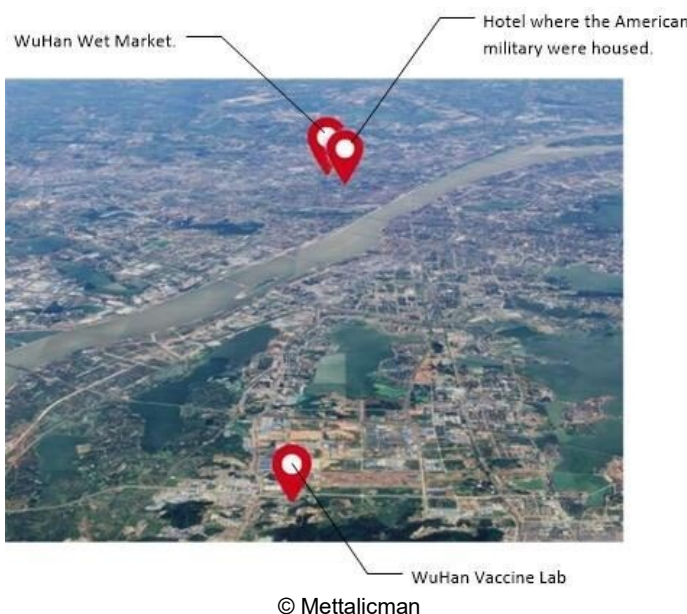 Hotel where the American
military were housed.
WuHan Wet Market.
WuHan Vaccine Lab
© Mettalicman